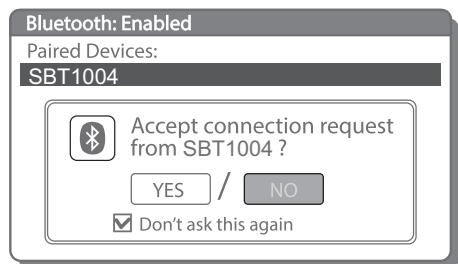 Bluetooth: Enabled
Paired Devices:
SBT1004
Accept connection request
from SBT1004 ?
YES / NO
Don't ask this again